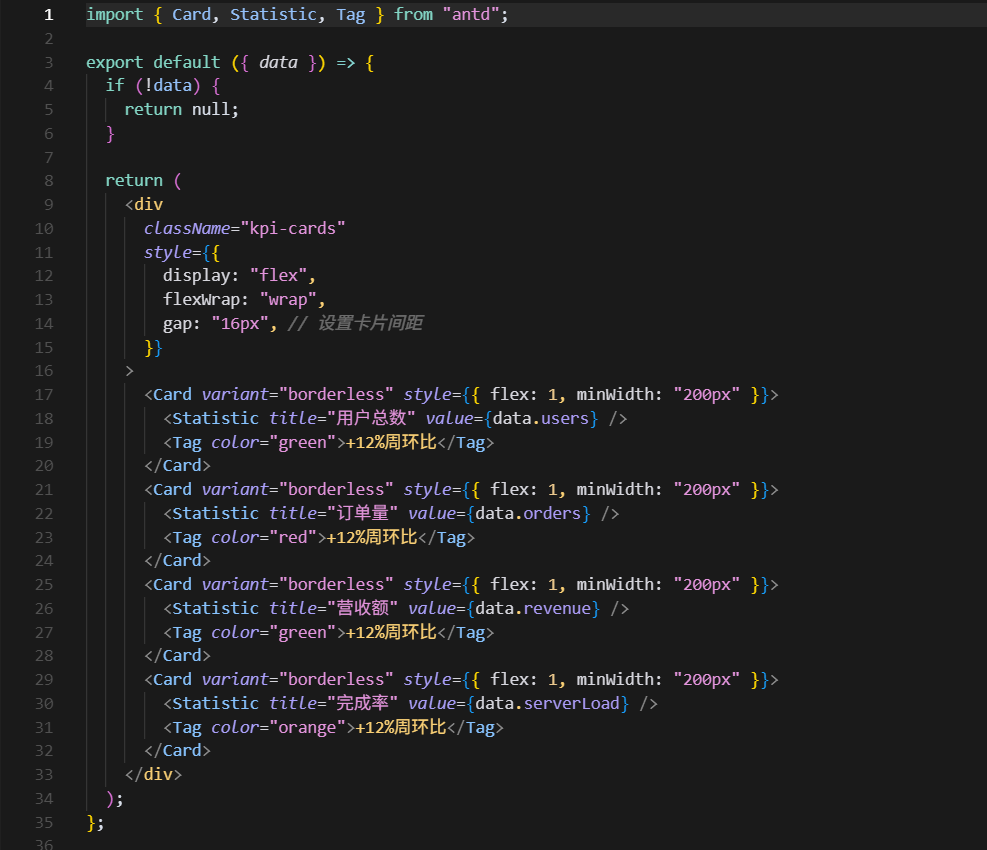 1 import { Card, Statistic, Tag } from "antd";
2
3 export default ({ data }) => {
4   if (!data) {
5     return null;
6   }
7
8   return (
9     <div
10       className="kpi-cards"
11       style={{
12         display: "flex",
13         flexWrap: "wrap",
14         gap: "16px", // 设置卡片间距
15       }}
16     >
17       <Card variant="borderless" style={{ flex: 1, minWidth: "200px" }}>
18         <Statistic title="用户总数" value={data.users} />
19         <Tag color="green">+12%周环比</Tag>
20       </Card>
21       <Card variant="borderless" style={{ flex: 1, minWidth: "200px" }}>
22         <Statistic title="订单量" value={data.orders} />
23         <Tag color="red">+12%周环比</Tag>
24       </Card>
25       <Card variant="borderless" style={{ flex: 1, minWidth: "200px" }}>
26         <Statistic title="营收额" value={data.revenue} />
27         <Tag color="green">+12%周环比</Tag>
28       </Card>
29       <Card variant="borderless" style={{ flex: 1, minWidth: "200px" }}>
30         <Statistic title="完成率" value={data.serverLoad} />
31         <Tag color="orange">+12%周环比</Tag>
32       </Card>
33     </div>
34   );
35 };
36